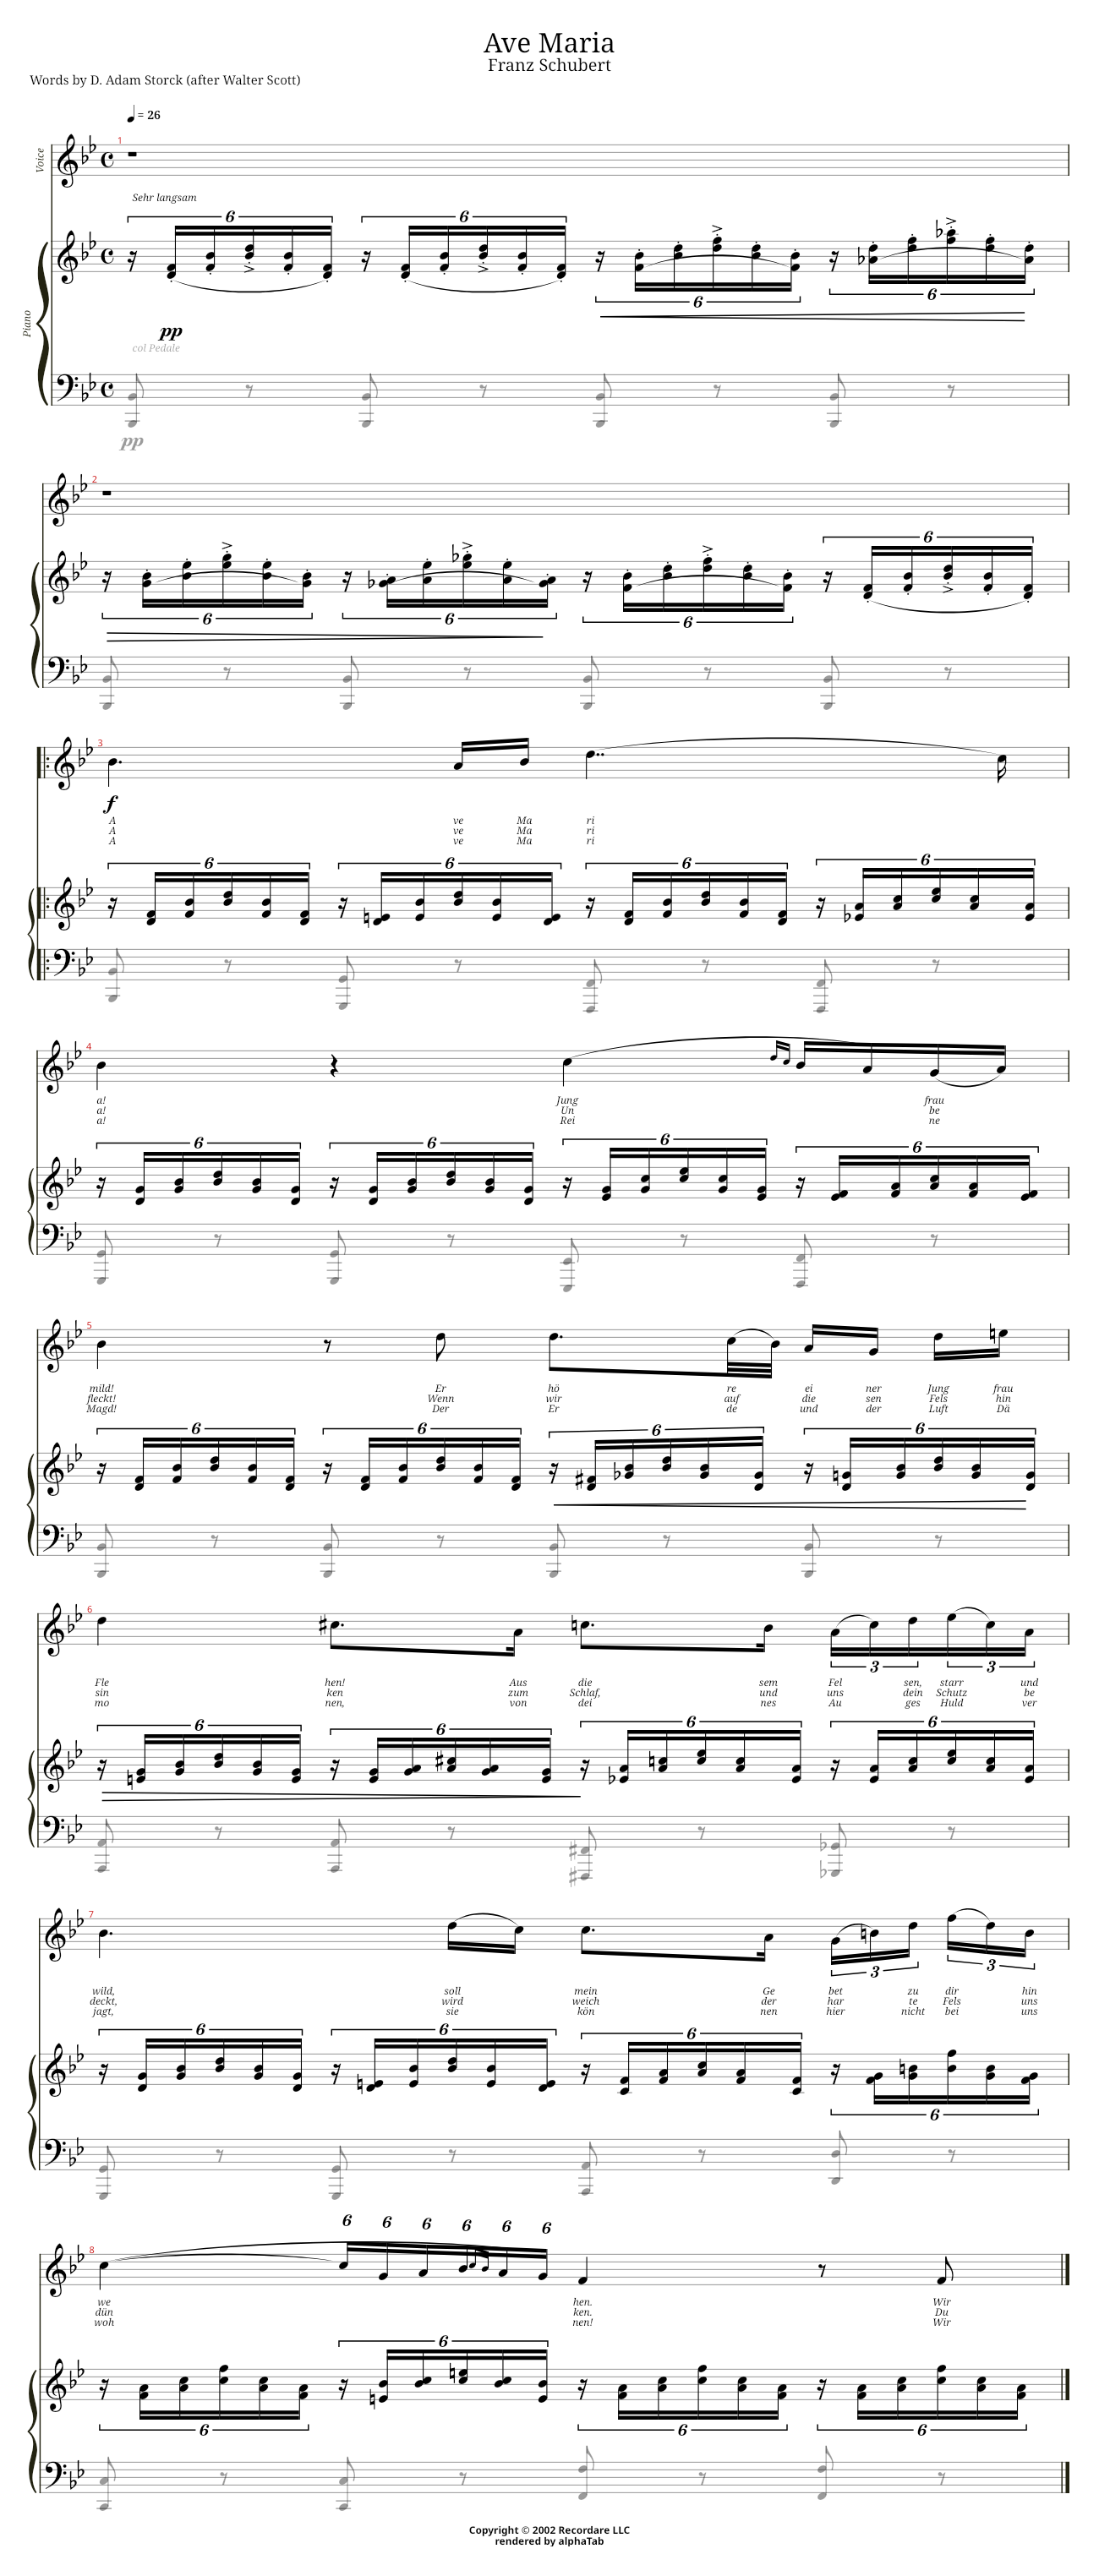 Ave Maria
Franz Schubert
Words by D. Adam Storck (after Walter Scott)
= 26
Voice
1
Sehr langsam
6 6 6 6
Piano
pp
col Pedale
pp
2
6 6 6 6
3
f
A ve Ma ri
A ve Ma ri
A ve Ma ri
6 6 6 6
4
a! Jung frau
a! Un be
a! Rei ne
6 6 6 6
5
mild! Er hö re ei ner Jung frau
fleckt! Wenn wir auf die sen Fels hin
Magd! Der Er de und der Luft Dä
6 6 6 6
6
3 3
Fle hen! Aus die sem Fel sen, starr und
sin ken zum Schlaf, und uns dein Schutz be
mo nen, von dei nes Au ges Huld ver
6 6 6 6
7
3 3
wild, soll mein Ge bet zu dir hin
deckt, wird weich der har te Fels uns
jagt, sie kön nen hier nicht bei uns
6 6 6 6
6 6 6 6 6 6
8
we hen. Wir
dün ken. Du
woh nen! Wir
6 6 6 6
Copyright © 2002 Recordare LLC
rendered by alphaTab